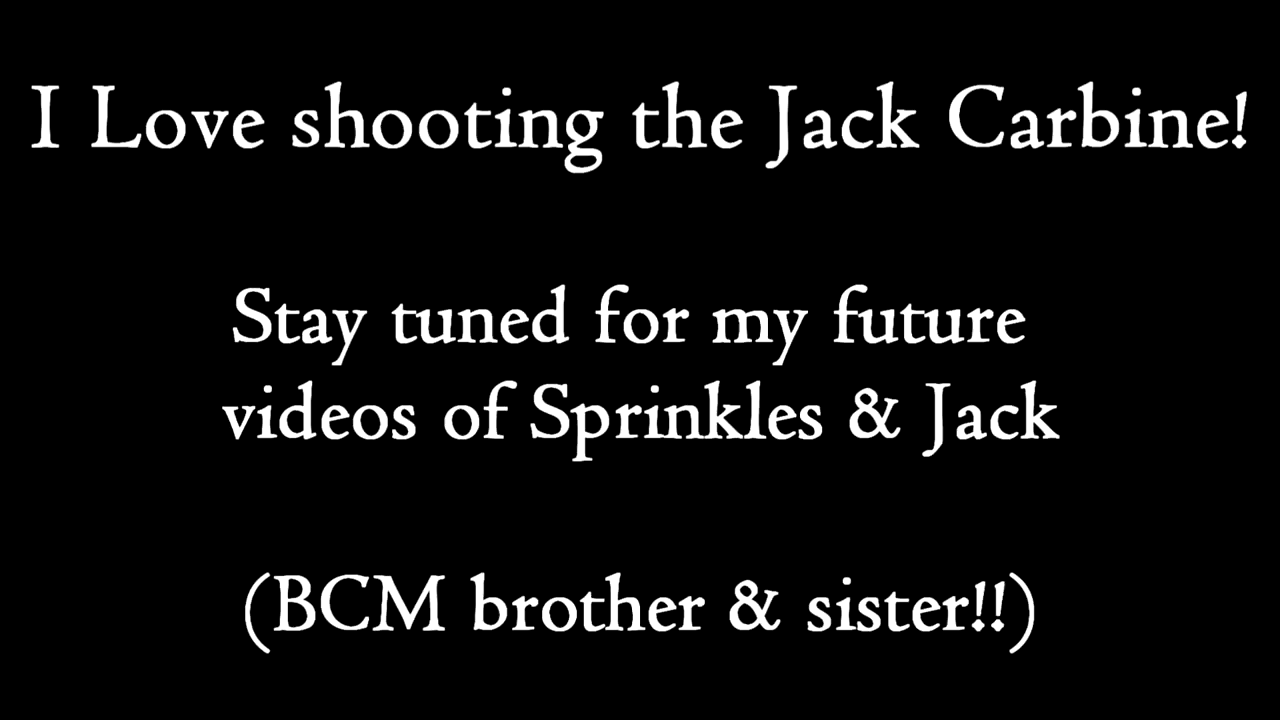 I Love shooting the Jack Carbine!
Stay tuned for my future
videos of Sprinkles & Jack
(BCM brother & sister!!)